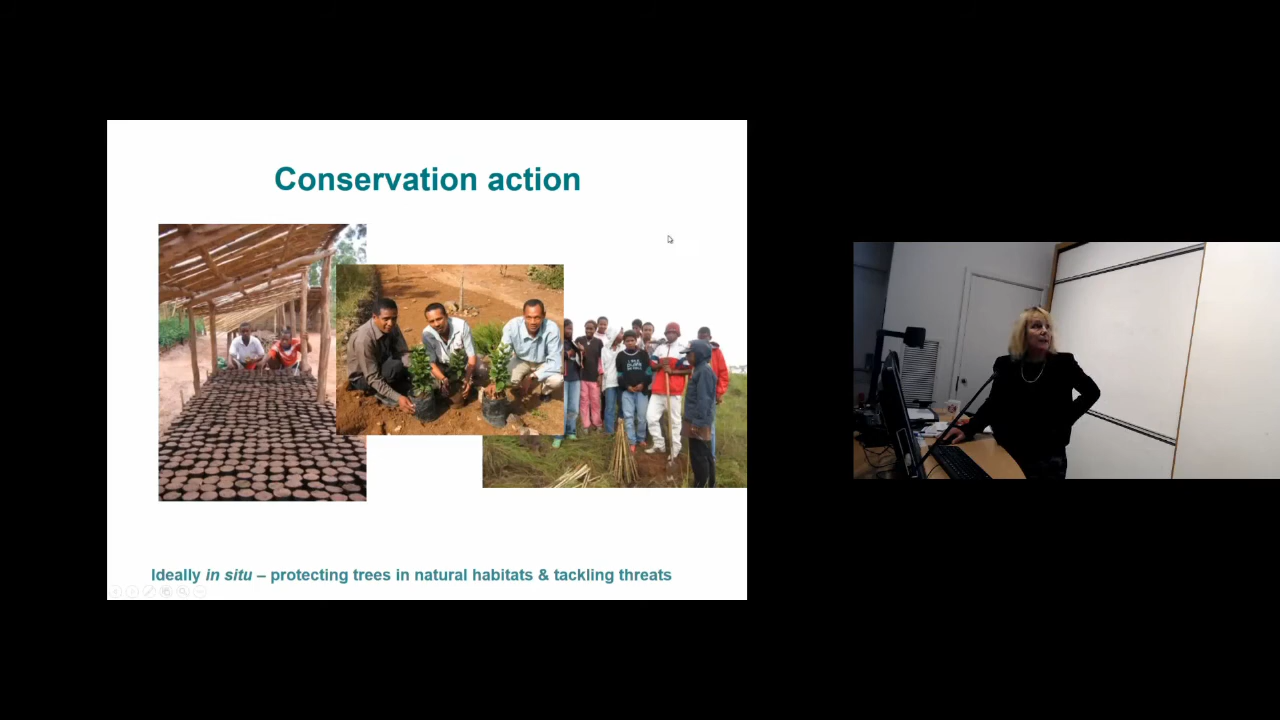 Conservation action
Ideally in situ – protecting trees in natural habitats & tackling threats